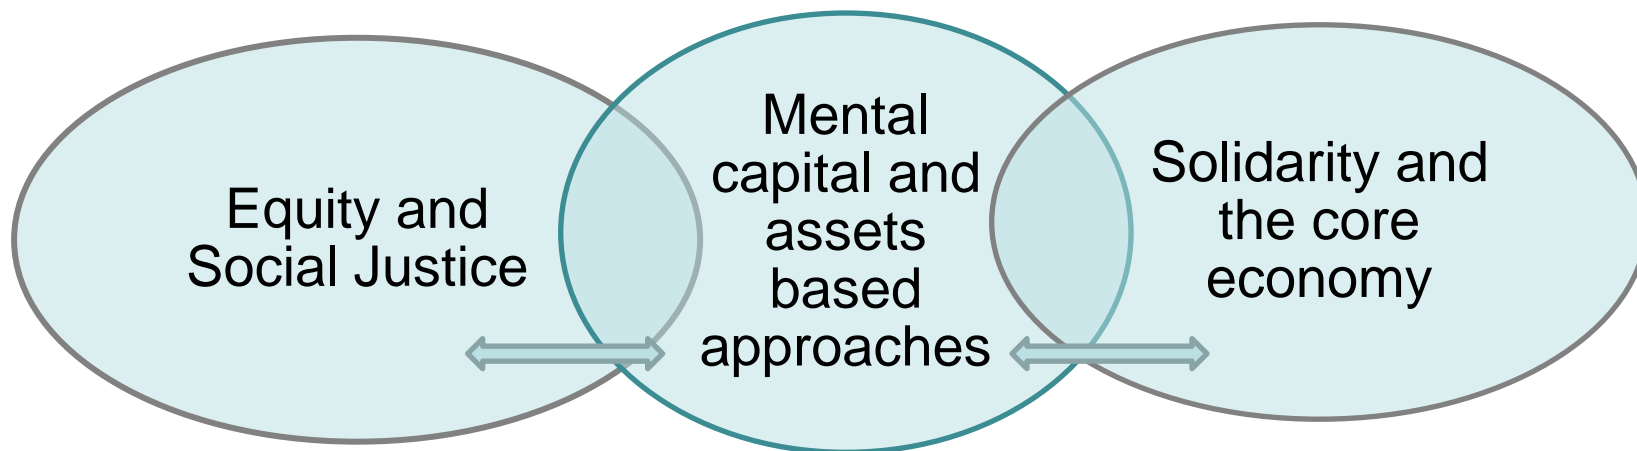 Equity and
Social Justice
Mental
capital and
assets
based
approaches
Solidarity and
the core
economy